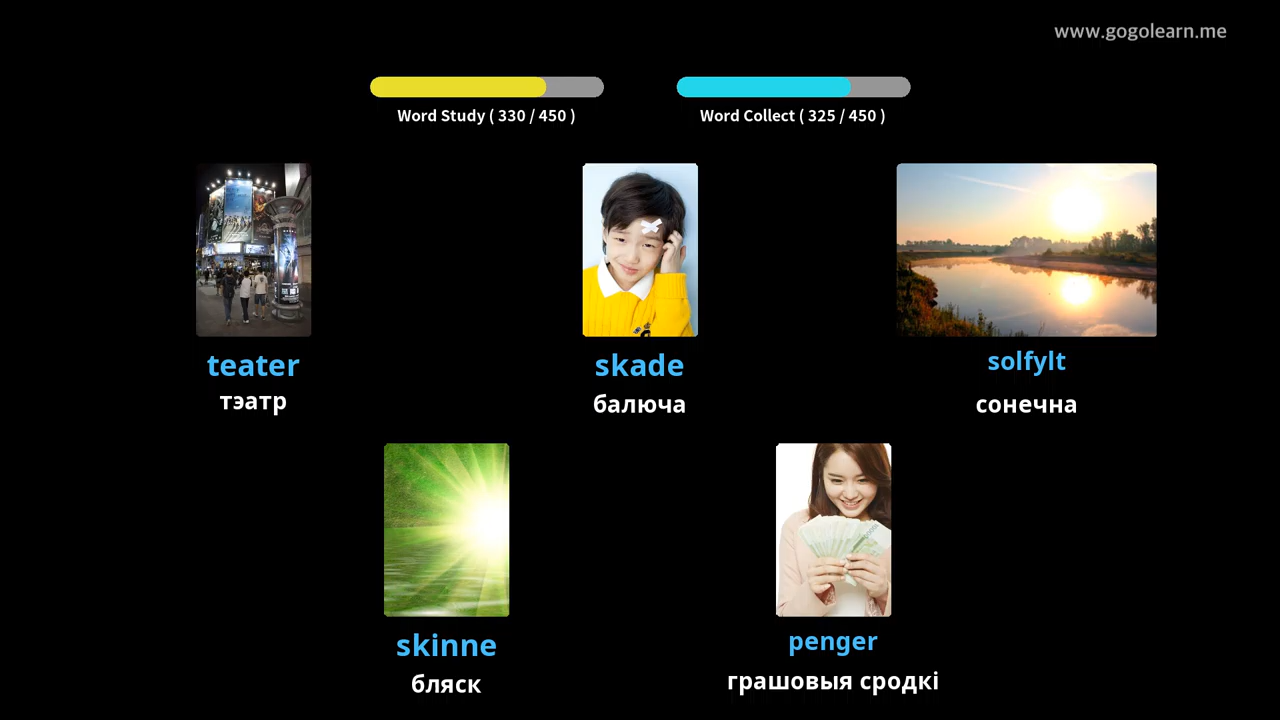 www.gogolearn.me
Word Study ( 330 / 450 )
Word Collect ( 325 / 450 )
teater
тэатр
skade
балюча
solfylt
сонечна
skinne
бляск
penger
грашовыя сродкі